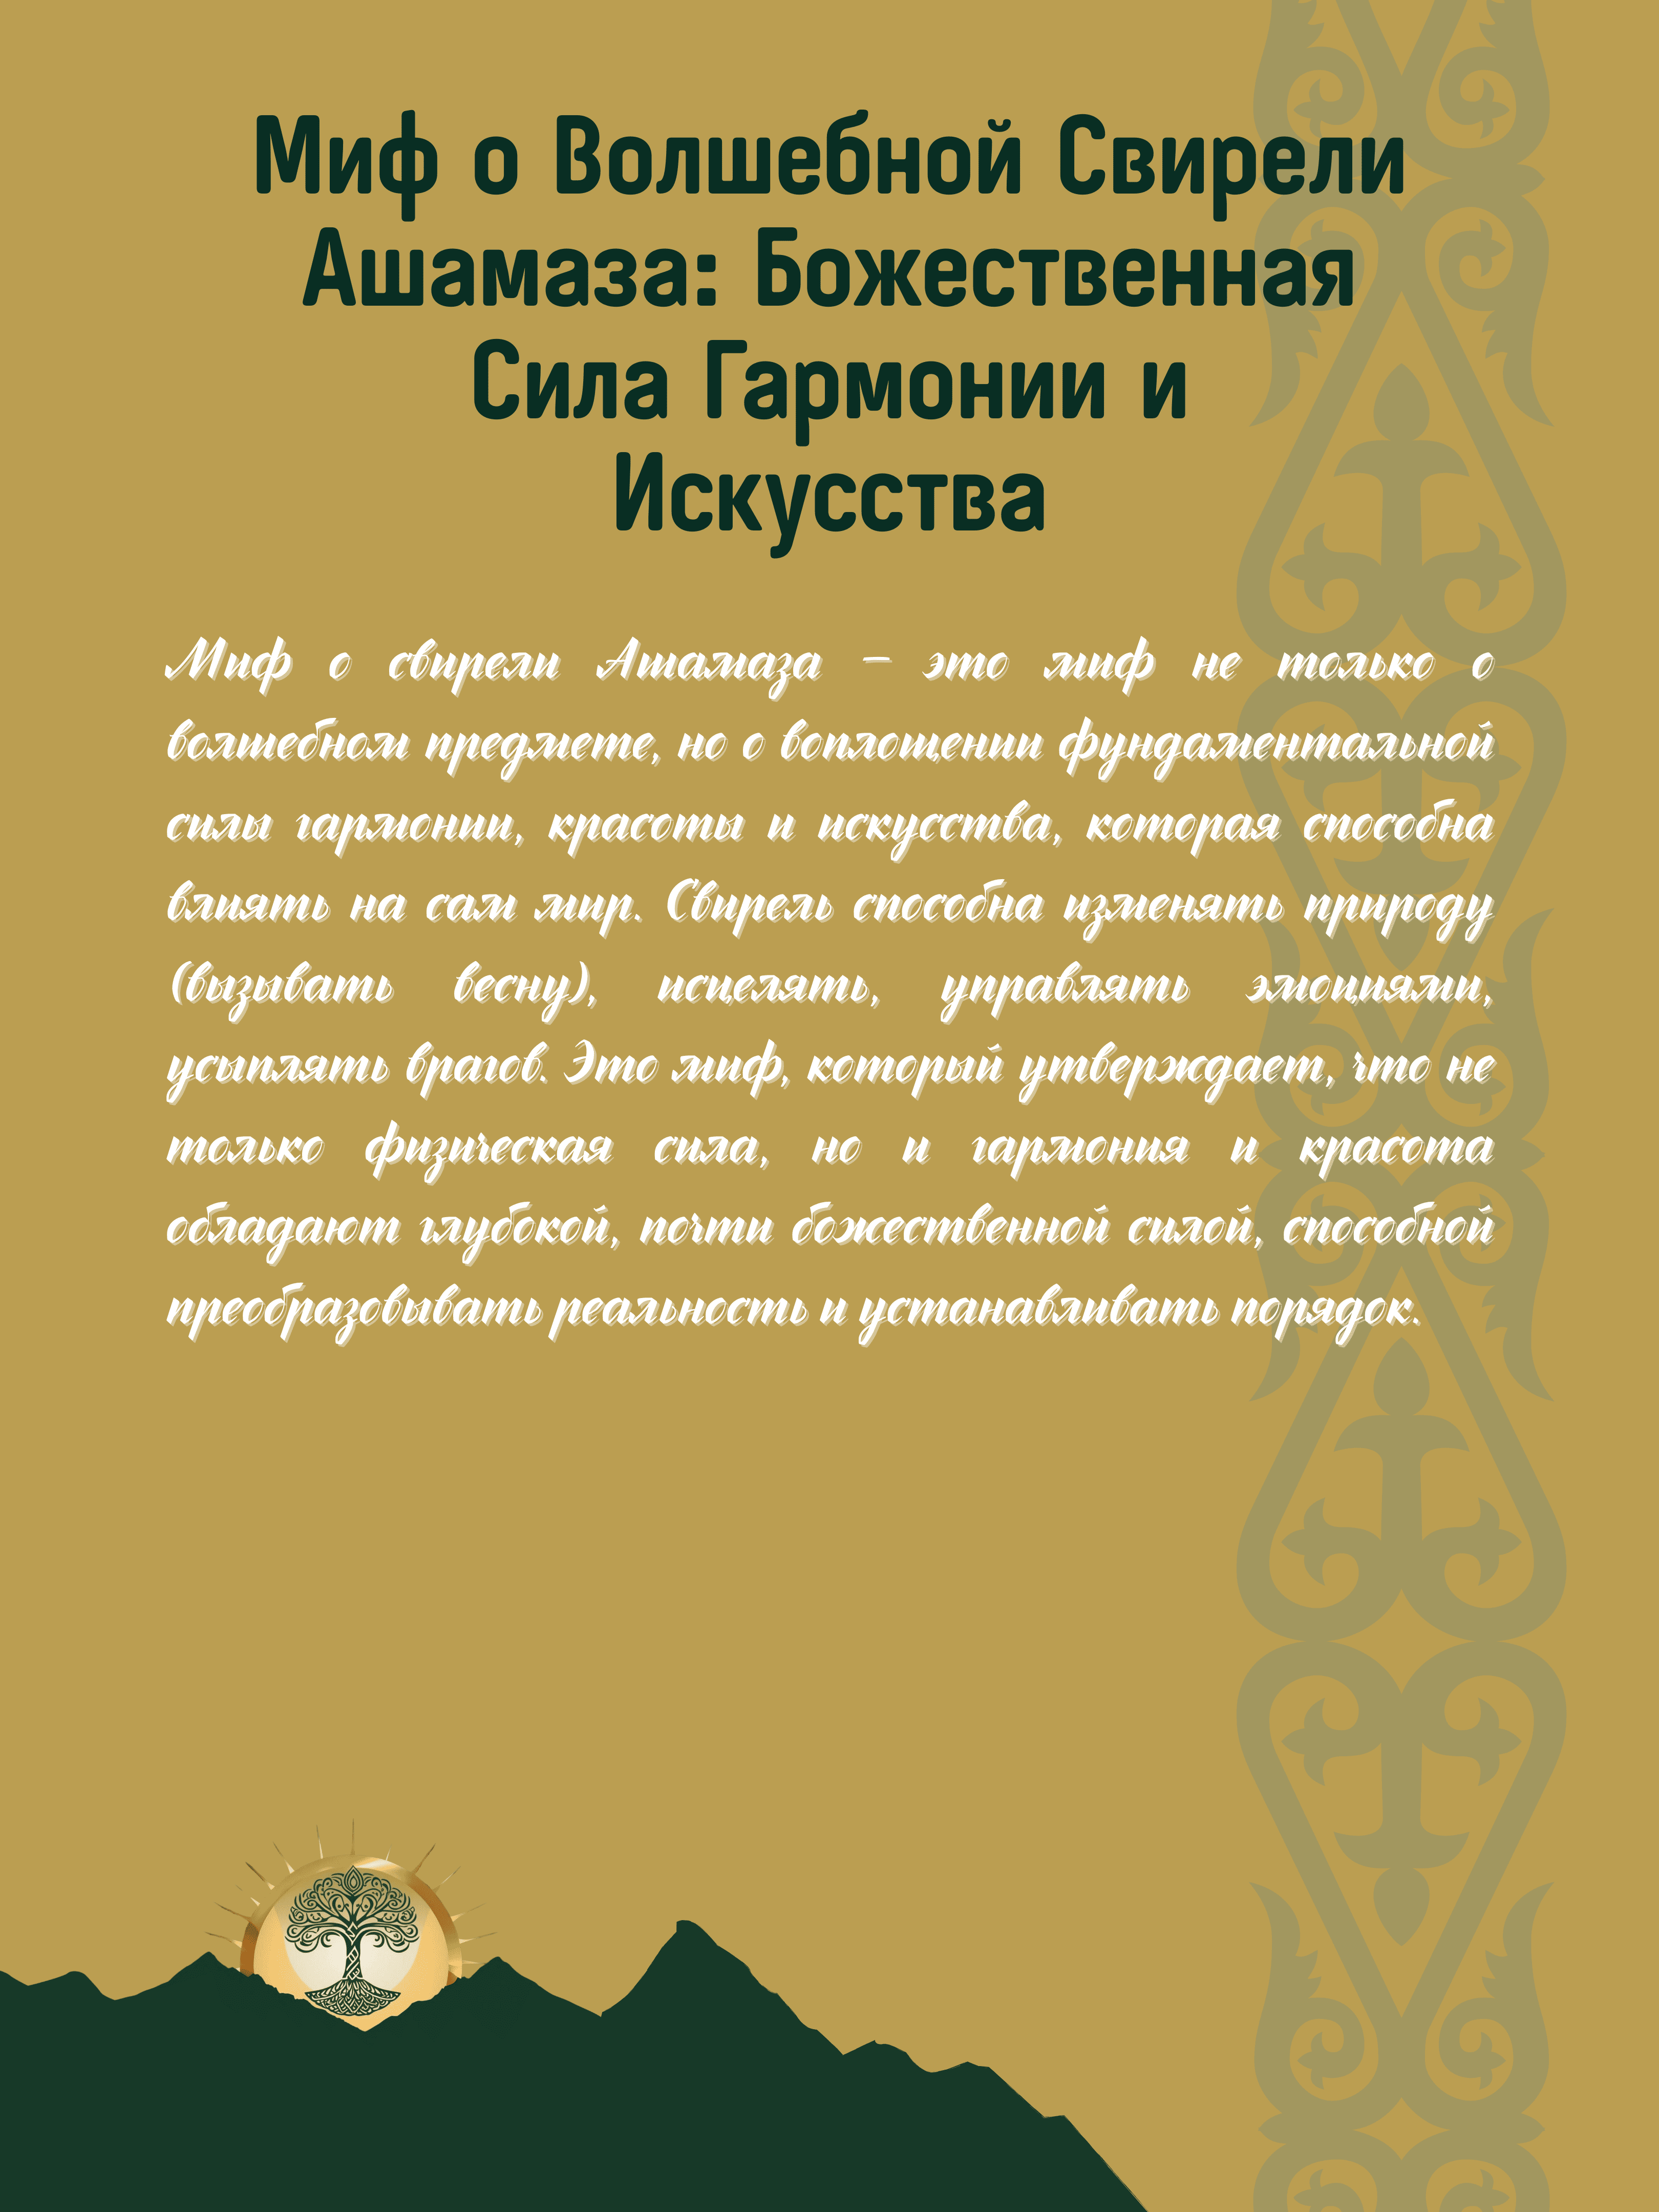 Миф о Волшебной Свирели
Ашамаза: Божественная
Сила Гармонии и
Искусства
Миф о свирели Ашамаза – это миф не только о
волшебном предмете, но о воплощении фундаментальной
силы гармонии, красоты и искусства, которая способна
влиять на сам мир. Свирель способна изменять природу
(вызывать весну), исцелять, управлять эмоциями,
усыплять врагов. Это миф, который утверждает, что не
только физическая сила, но и гармония и красота
обладают глубокой, почти божественной силой, способной
преобразовывать реальность и устанавливать порядок.